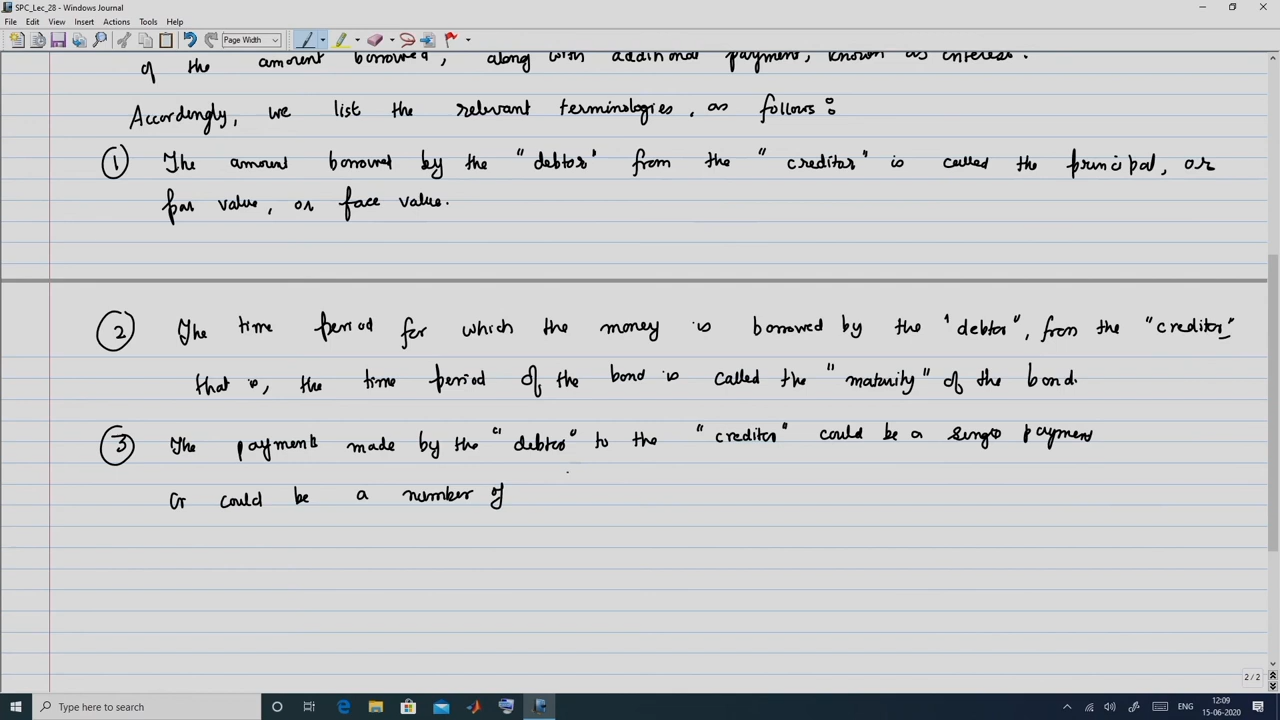 SPC_Lec_28 - Windows Journal
File Edit View Insert Actions Tools Help
Page Width
of the amount borrowed, along with additional payment, known as interest.
Accordingly, we list the relevant terminologies, as follows:
1 The amount borrowed by the "debtor" from the "creditor" is called the principal, or
par value, or face value.
2 The time period for which the money is borrowed by the "debtor", from the "creditor"
that is, the time period of the bond is called the "maturity" of the bond.
3 The payments made by the "debtor" to the "creditor" could be a single payment
or could be a number of
2/2
Type here to search
ENG
12:09
15-06-2020